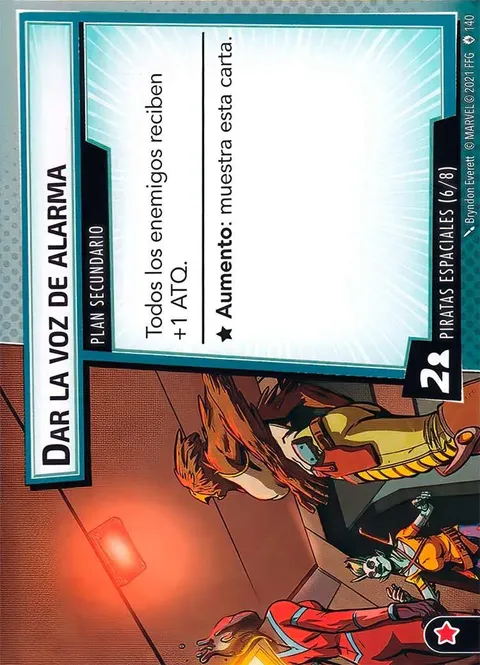 DAR LA VOZ DE ALARMA
PLAN SECUNDARIO
Todos los enemigos reciben
+1 ATQ.
★ Aumento: muestra esta carta.
2
PIRATAS ESPACIALES (6/8)
Bryndon Everett © MARVEL © 2021 FFG 140